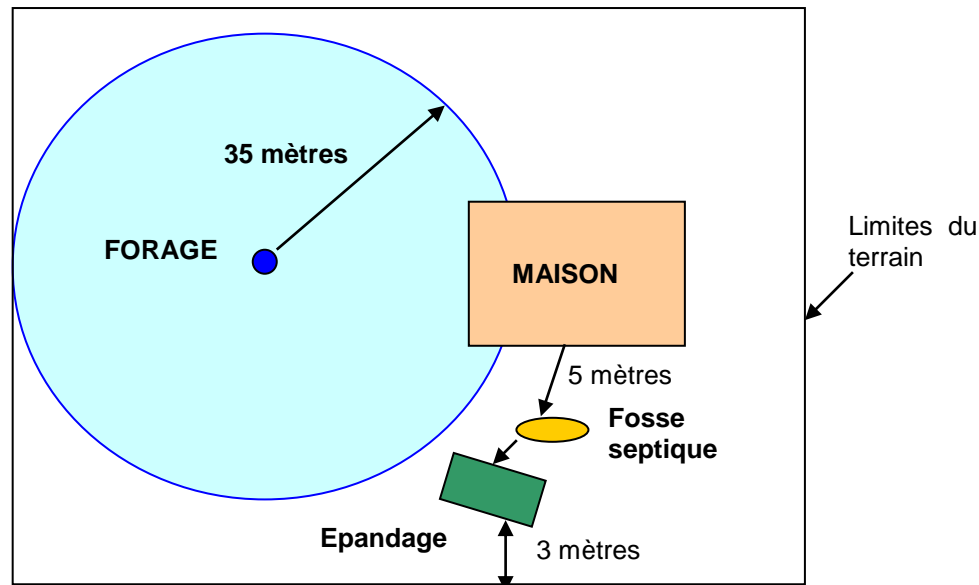 35 mètres
FORAGE
MAISON
Limites du
terrain
5 mètres
Fosse
septique
Epandage
3 mètres